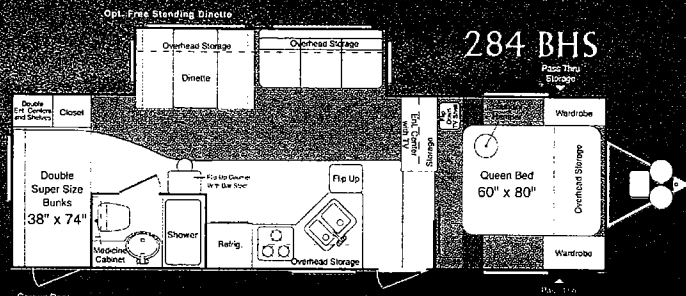 Opt. Free Standing Dinette
284 BHS
Pass Thru
Storage
Overhead Storage
Overhead Storage
Dinette
Double
Ent. Centers
and Shelves
Closet
Ent. Center
with TV
Storage
Wardrobe
Double
Super Size
Bunks
38" x 74"
Flip Up Counter
With Bar Stool
Flip Up
Queen Bed
60" x 80"
Overhead Storage
Shower
Refrig.
Medicine
Cabinet
Overhead Storage
Wardrobe